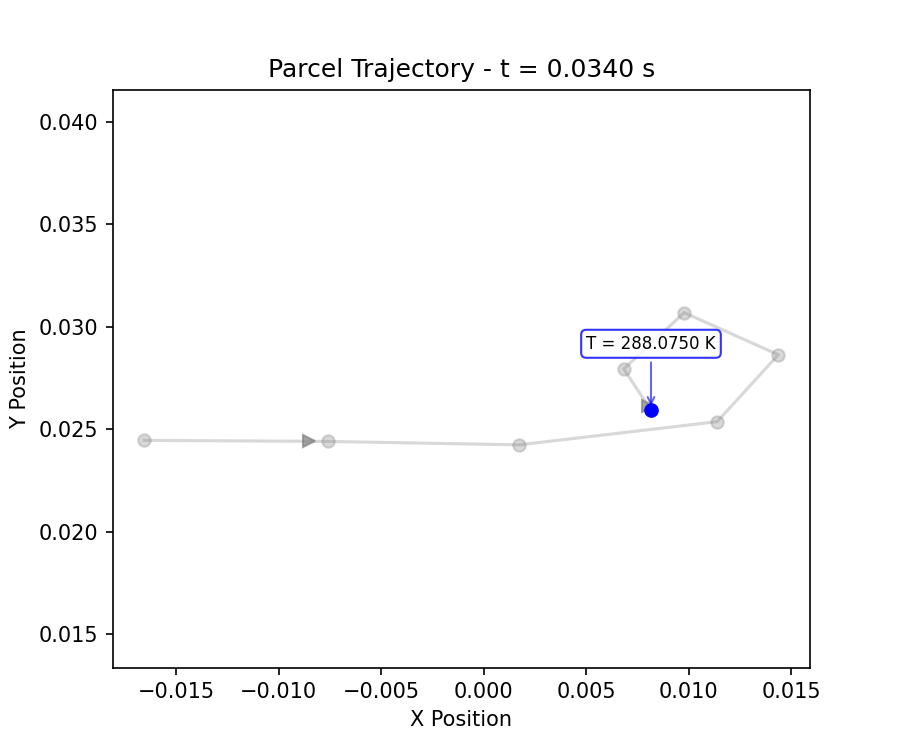 Parcel Trajectory - t = 0.0340 s
0.040
0.035
0.030
0.025
0.020
0.015
Y Position
T = 288.0750 K
−0.015 −0.010 −0.005 0.000 0.005 0.010 0.015
X Position